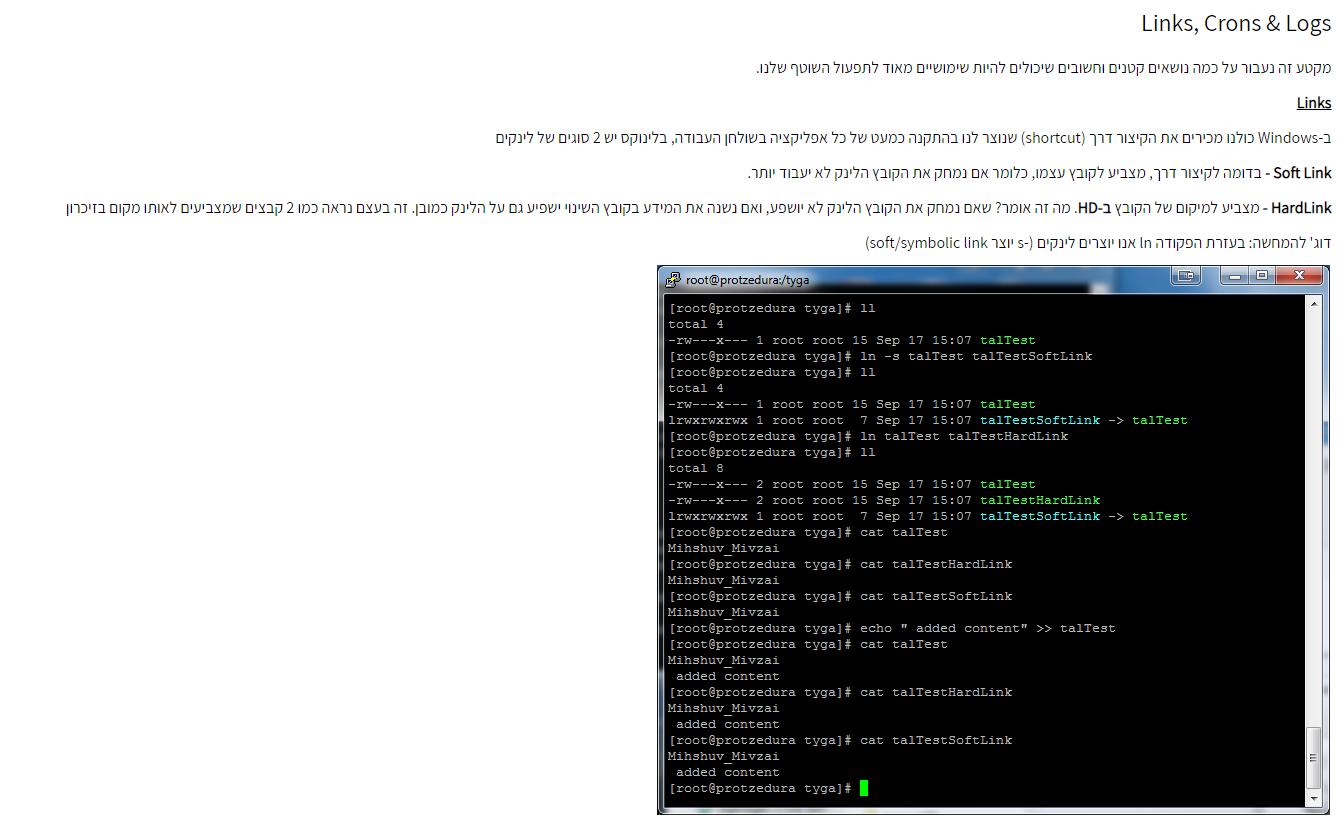 Links, Crons & Logs
מקטע זה נעבור על כמה נושאים קטנים וחשובים שיכולים להיות שימושיים מאוד לתפעול השוטף שלנו.
Links
ב-Windows כולנו מכירים את הקיצור דרך (shortcut) שנוצר לנו בהתקנה כמעט של כל אפליקציה בשולחן העבודה, בלינוקס יש 2 סוגים של לינקים
Soft Link - בדומה לקיצור דרך, מצביע לקובץ עצמו, כלומר אם נמחק את הקובץ הלינק לא יעבוד יותר.
HardLink - מצביע למיקום של הקובץ ב-HD. מה זה אומר? שאם נמחק את הקובץ הלינק לא יושפע, ואם נשנה את המידע בקובץ השינוי ישפיע גם על הלינק כמובן. זה בעצם נראה כמו 2 קבצים שמצביעים לאותו מקום בזיכרון
דוג' להמחשה: בעזרת הפקודה ln אנו יוצרים לינקים (-s יוצר soft/symbolic link)
root@protzedura:/tyga
[root@protzedura tyga]# ll
total 4
-rw---x--- 1 root root 15 Sep 17 15:07 talTest
[root@protzedura tyga]# ln -s talTest talTestSoftLink
[root@protzedura tyga]# ll
total 4
-rw---x--- 1 root root 15 Sep 17 15:07 talTest
lrwxrwxrwx 1 root root  7 Sep 17 15:07 talTestSoftLink -> talTest
[root@protzedura tyga]# ln talTest talTestHardLink
[root@protzedura tyga]# ll
total 8
-rw---x--- 2 root root 15 Sep 17 15:07 talTest
-rw---x--- 2 root root 15 Sep 17 15:07 talTestHardLink
lrwxrwxrwx 1 root root  7 Sep 17 15:07 talTestSoftLink -> talTest
[root@protzedura tyga]# cat talTest
Mihshuv_Mivzai
[root@protzedura tyga]# cat talTestHardLink
Mihshuv_Mivzai
[root@protzedura tyga]# cat talTestSoftLink
Mihshuv_Mivzai
[root@protzedura tyga]# echo " added content" >> talTest
[root@protzedura tyga]# cat talTest
Mihshuv_Mivzai
 added content
[root@protzedura tyga]# cat talTestHardLink
Mihshuv_Mivzai
 added content
[root@protzedura tyga]# cat talTestSoftLink
Mihshuv_Mivzai
 added content
[root@protzedura tyga]#